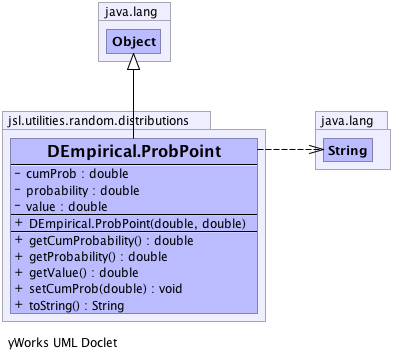 java.lang
Object
jsl.utilities.random.distributions
java.lang
DEmpirical.ProbPoint
String
- cumProb : double
- probability : double
- value : double
+ DEmpirical.ProbPoint(double, double)
+ getCumProbability() : double
+ getProbability() : double
+ getValue() : double
+ setCumProb(double) : void
+ toString() : String
yWorks UML Doclet